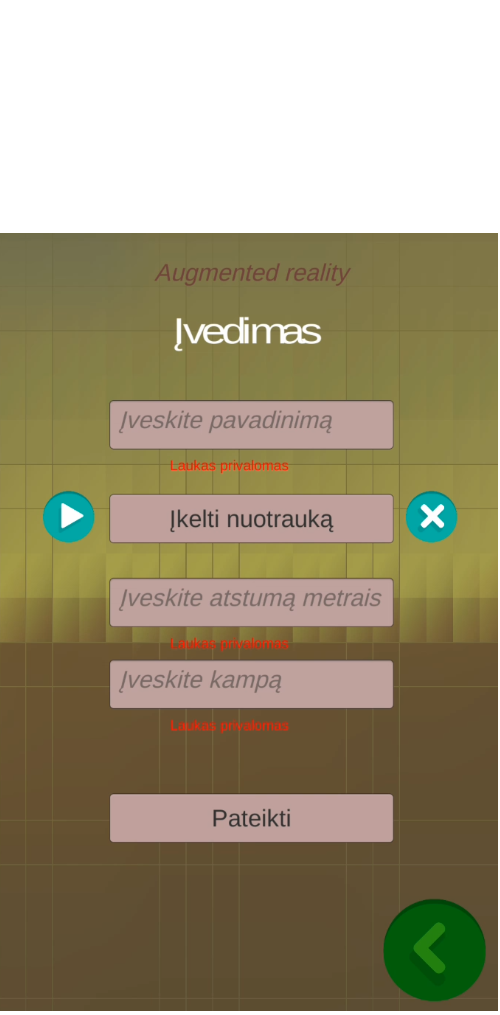 Augmented reality
Įvedimas
Įveskite pavadinimą
Laukas privalomas
Įkelti nuotrauką
Įveskite atstumą metrais
Laukas privalomas
Įveskite kampą
Laukas privalomas
Pateikti